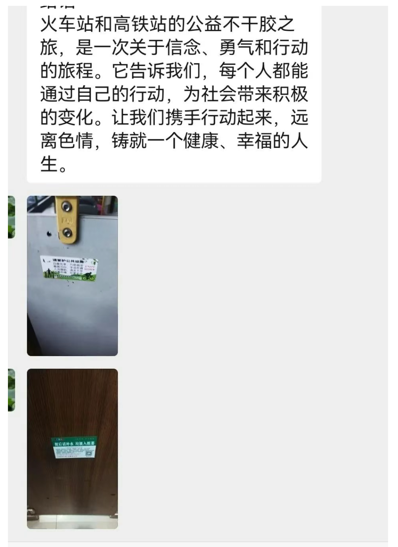 结语
火车站和高铁站的公益不干胶之
旅，是一次关于信念、勇气和行动
的旅程。它告诉我们，每个人都能
通过自己的行动，为社会带来积极
的变化。让我们携手行动起来，远
离色情，铸就一个健康、幸福的人
生。